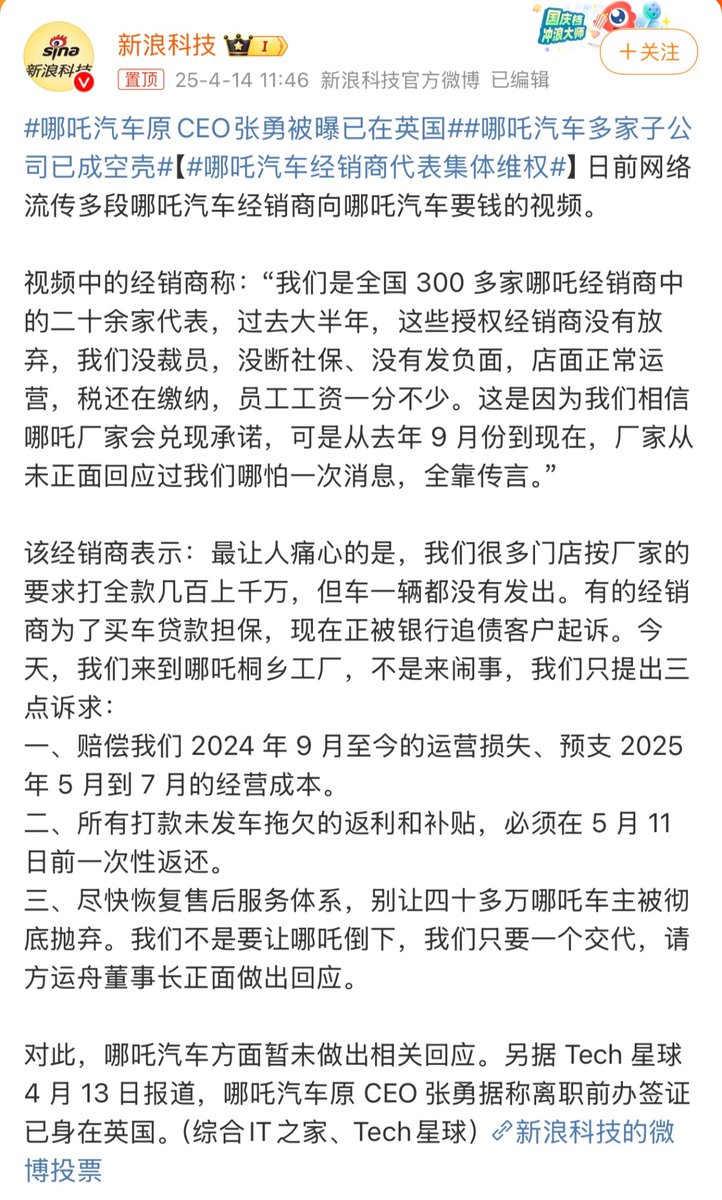 国庆档
冲浪大师
sina
新浪科技
新浪科技 I
+关注
置顶 25-4-14 11:46 新浪科技官方微博 已编辑
#哪吒汽车原CEO张勇被曝已在英国##哪吒汽车多家子公
司已成空壳#【#哪吒汽车经销商代表集体维权#】日前网络
流传多段哪吒汽车经销商向哪吒汽车要钱的视频。
视频中的经销商称：“我们是全国 300 多家哪吒经销商中
的二十余家代表，过去大半年，这些授权经销商没有放
弃，我们没裁员，没断社保、没有发负面，店面正常运
营，税还在缴纳，员工工资一分不少。这是因为我们相信
哪吒厂家会兑现承诺，可是从去年 9 月份到现在，厂家从
未正面回应过我们哪怕一次消息，全靠传言。”
该经销商表示：最让人痛心的是，我们很多门店按厂家的
要求打全款几百上千万，但车一辆都没有发出。有的经销
商为了买车贷款担保，现在正被银行追债客户起诉。今
天，我们来到哪吒桐乡工厂，不是来闹事，我们只提出三
点诉求：
一、赔偿我们 2024 年 9 月至今的运营损失、预支 2025
年 5 月到 7 月的经营成本。
二、所有打款未发车拖欠的返利和补贴，必须在 5 月 11
日前一次性返还。
三、尽快恢复售后服务体系，别让四十多万哪吒车主被彻
底抛弃。我们不是要让哪吒倒下，我们只要一个交代，请
方运舟董事长正面做出回应。
对此，哪吒汽车方面暂未做出相关回应。另据 Tech 星球
4 月 13 日报道，哪吒汽车原 CEO 张勇据称离职前办签证
已身在英国。（综合IT之家、Tech星球）新浪科技的微
博投票